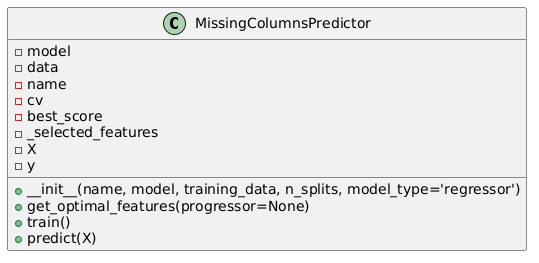 C MissingColumnsPredictor
model
data
name
cv
best_score
_selected_features
X
y
__init__(name, model, training_data, n_splits, model_type='regressor')
get_optimal_features(progressor=None)
train()
predict(X)